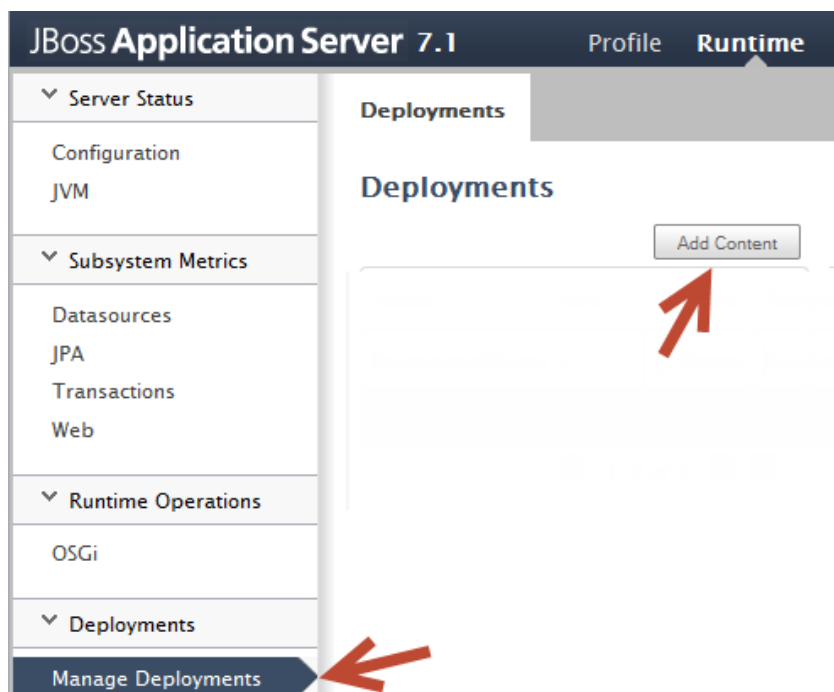 JBoss Application Server 7.1
Profile
Runtime
Server Status
Configuration
JVM
Subsystem Metrics
Datasources
JPA
Transactions
Web
Runtime Operations
OSGi
Deployments
Manage Deployments
Deployments
Deployments
Add Content